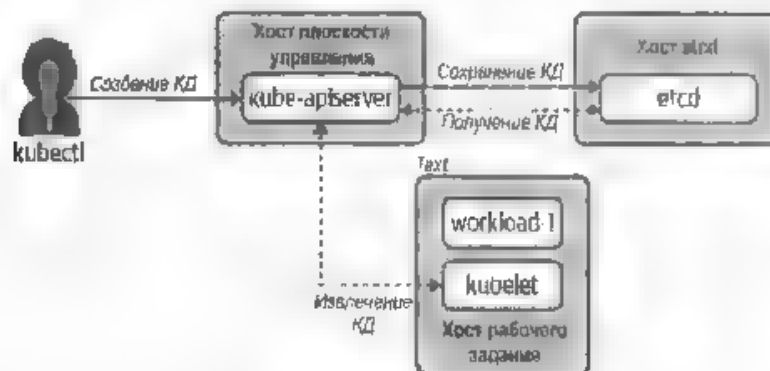 Хост плоскости
управления
Хост etcd
Создание КД
kube-apiserver
Сохранение КД
etcd
Получение КД
kubectl
Text
workload-1
kubelet
Извлечение
КД
Хост рабочего
задания